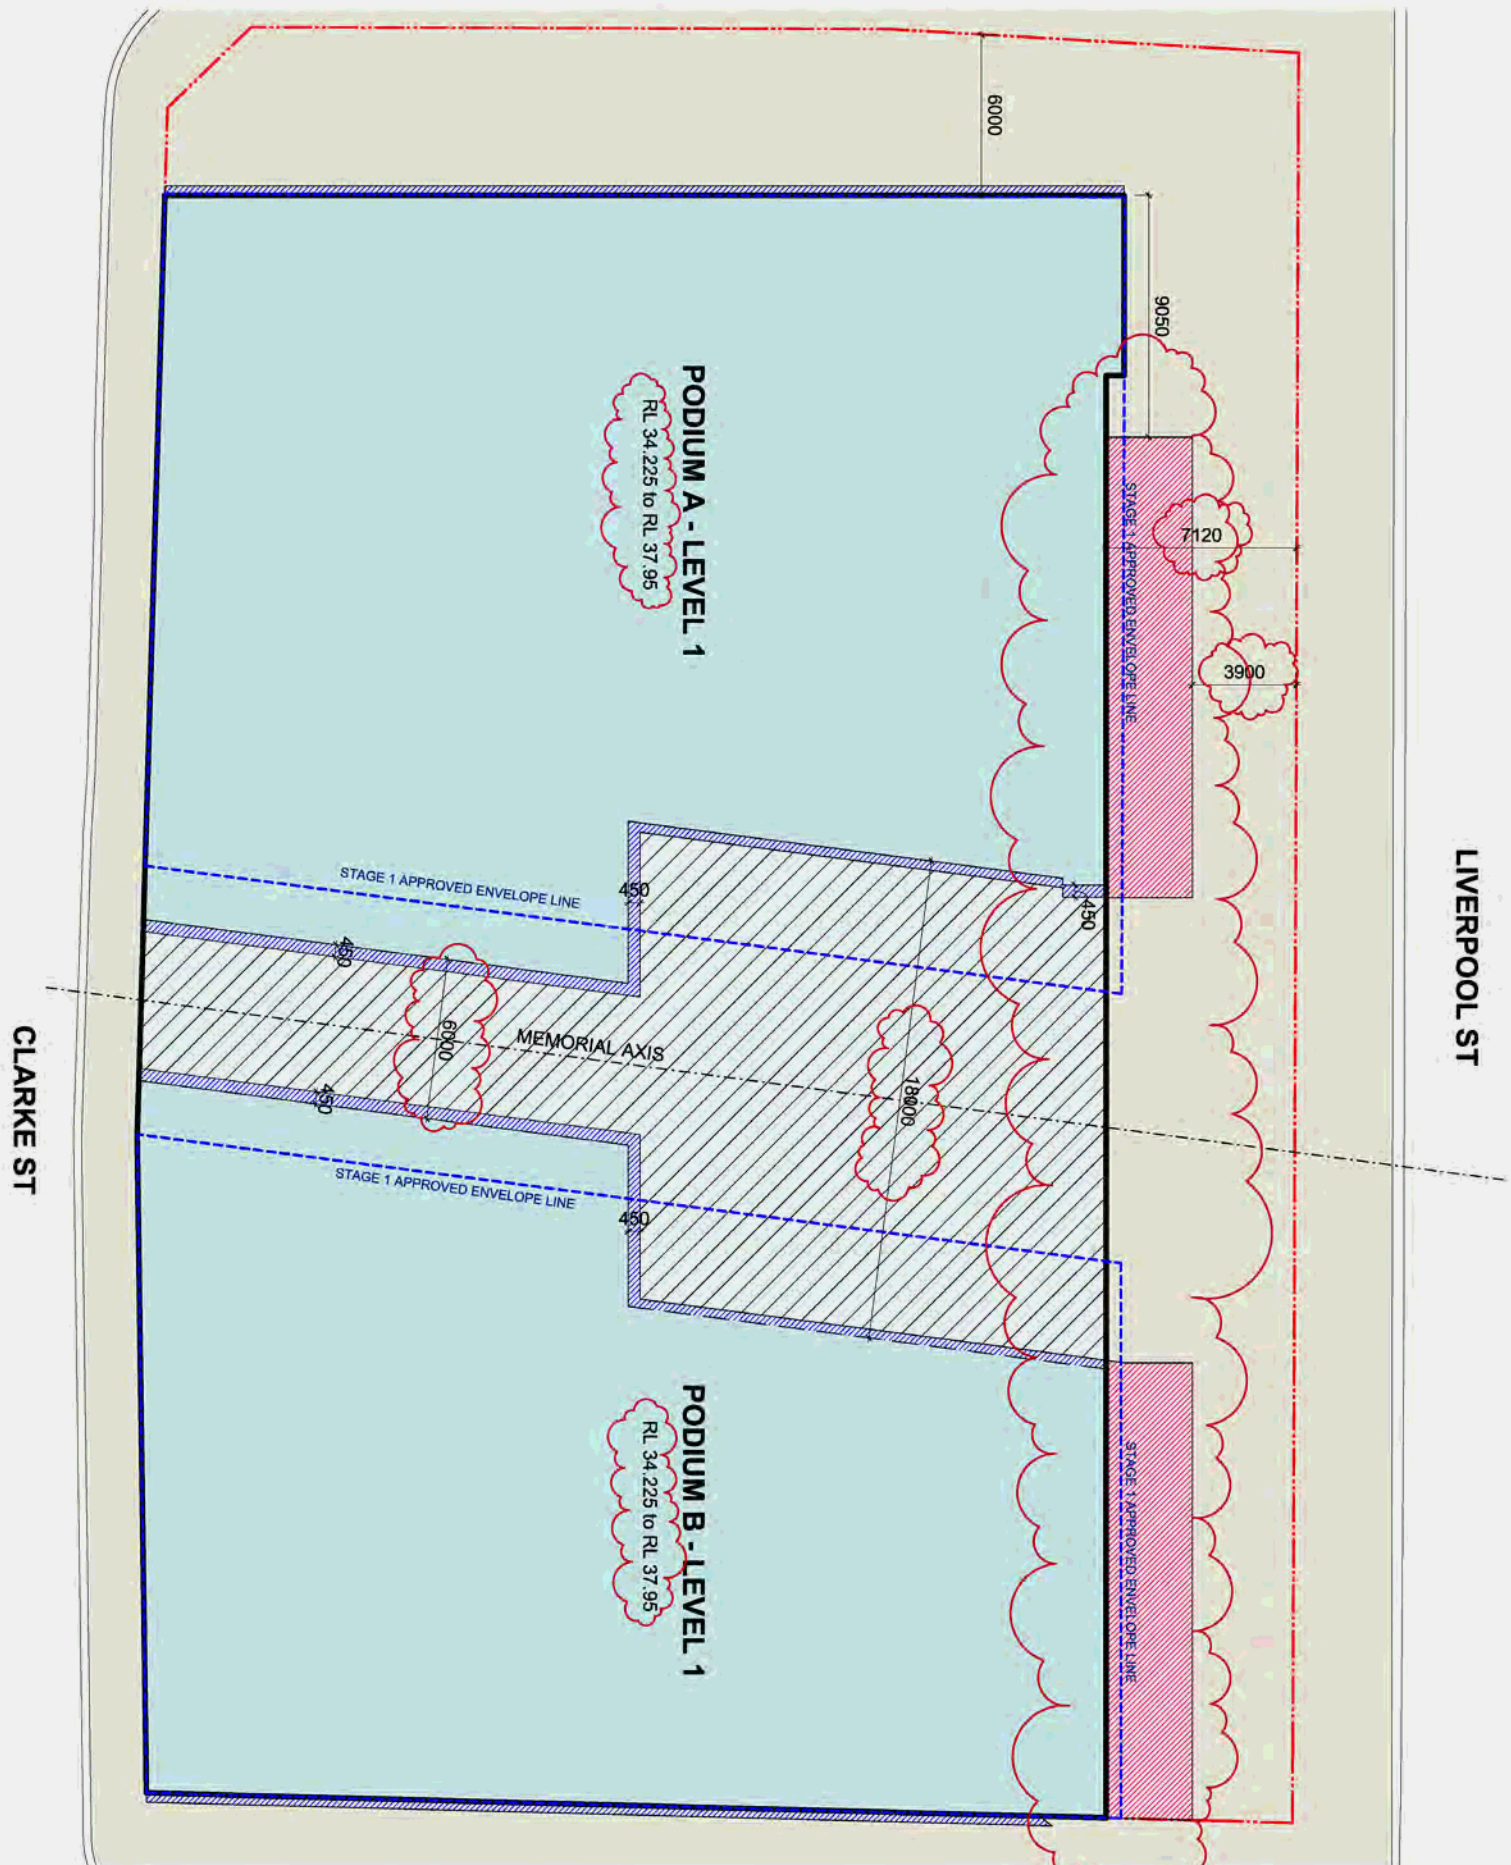 6000
9050
PODIUM A - LEVEL 1
RL 34.225 to RL 37.95
STAGE 1 APPROVED ENVELOPE LINE
7120
3900
LIVERPOOL ST
STAGE 1 APPROVED ENVELOPE LINE
450
450
450
6000
MEMORIAL AXIS
18000
CLARKE ST
450
STAGE 1 APPROVED ENVELOPE LINE
450
PODIUM B - LEVEL 1
RL 34.225 to RL 37.95
STAGE 1 APPROVED ENVELOPE LINE